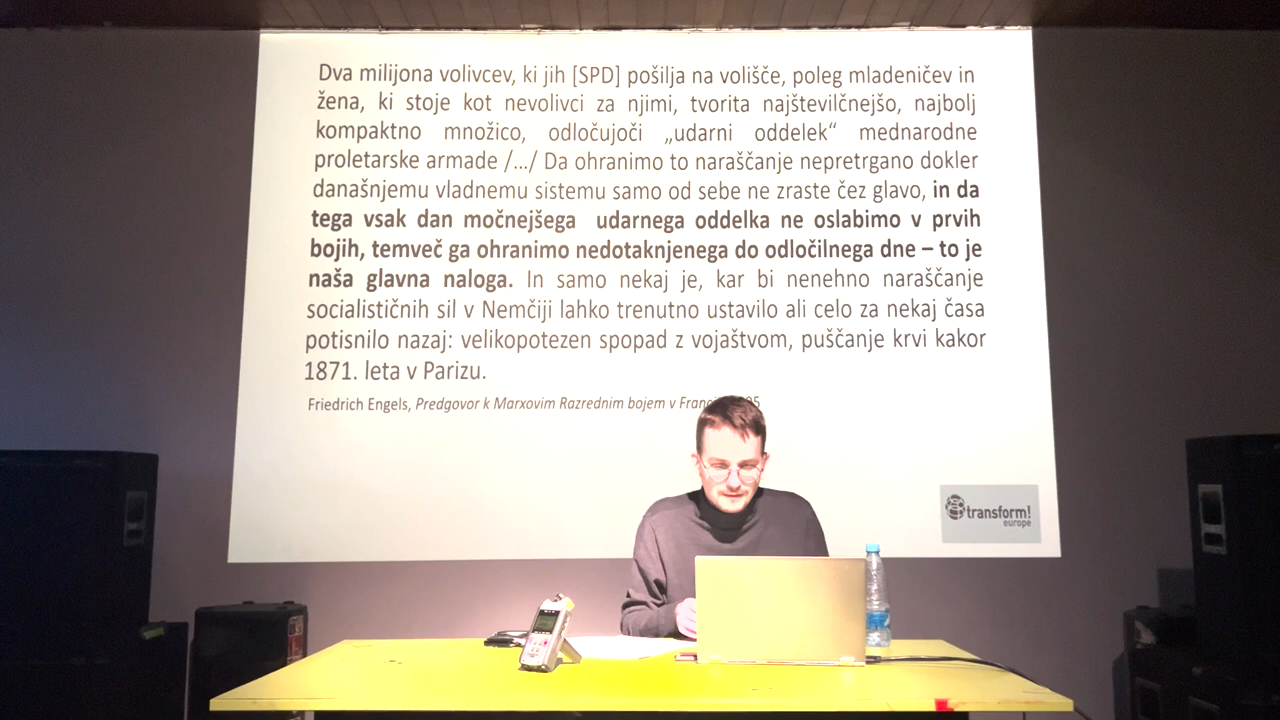 Dva milijona volivcev, ki jih [SPD] pošilja na volišče, poleg mladeničev in
žena, ki stoje kot nevolivci za njimi, tvorita najštevilčnejšo, najbolj
kompaktno množico, odločujoči „udarni oddelek“ mednarodne
proletarske armade /…/ Da ohranimo to naraščanje nepretrgano dokler
današnjemu vladnemu sistemu samo od sebe ne zraste čez glavo, in da
tega vsak dan močnejšega udarnega oddelka ne oslabimo v prvih
bojih, temveč ga ohranimo nedotaknjenega do odločilnega dne – to je
naša glavna naloga. In samo nekaj je, kar bi nenehno naraščanje
socialističnih sil v Nemčiji lahko trenutno ustavilo ali celo za nekaj časa
potisnilo nazaj: velikopotezen spopad z vojaštvom, puščanje krvi kakor
1871. leta v Parizu.
Friedrich Engels, Predgovor k Marxovim Razrednim bojem v
transform!
europe